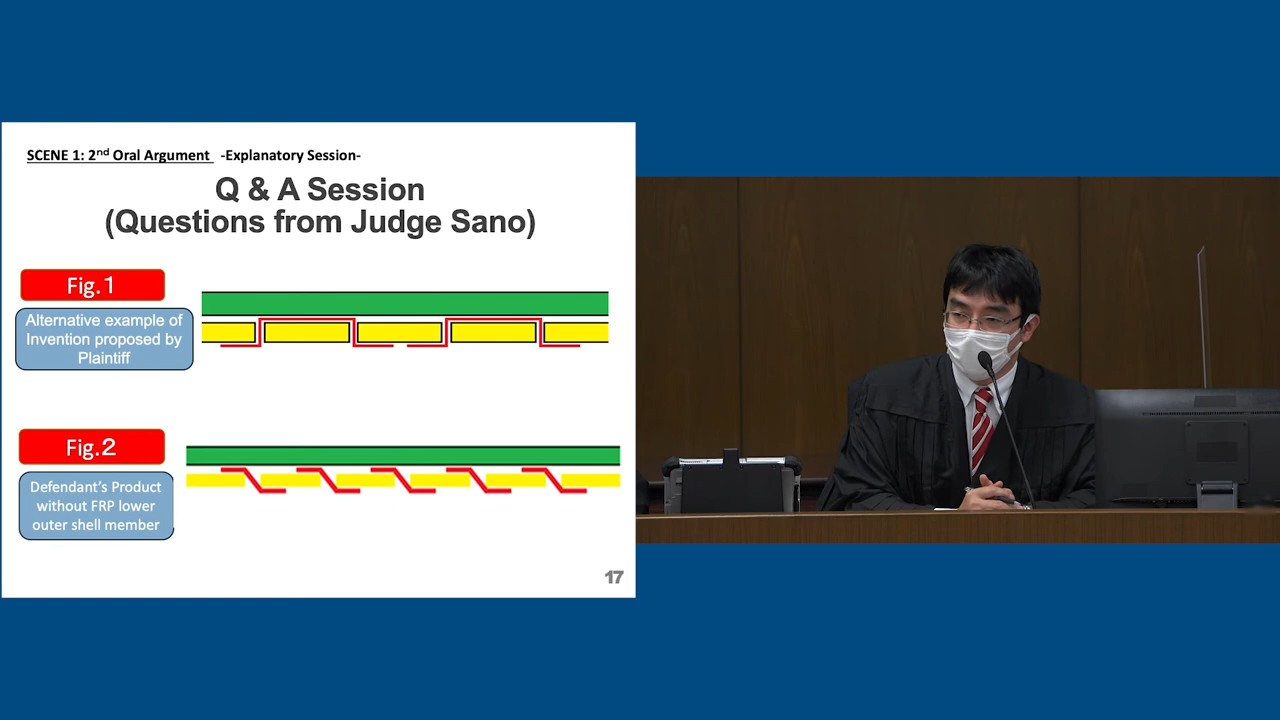 SCENE 1: 2nd Oral Argument -Explanatory Session-
Q & A Session
(Questions from Judge Sano)
Fig.1
Alternative example of
Invention proposed by
Plaintiff
Fig.2
Defendant's Product
without FRP lower
outer shell member
17